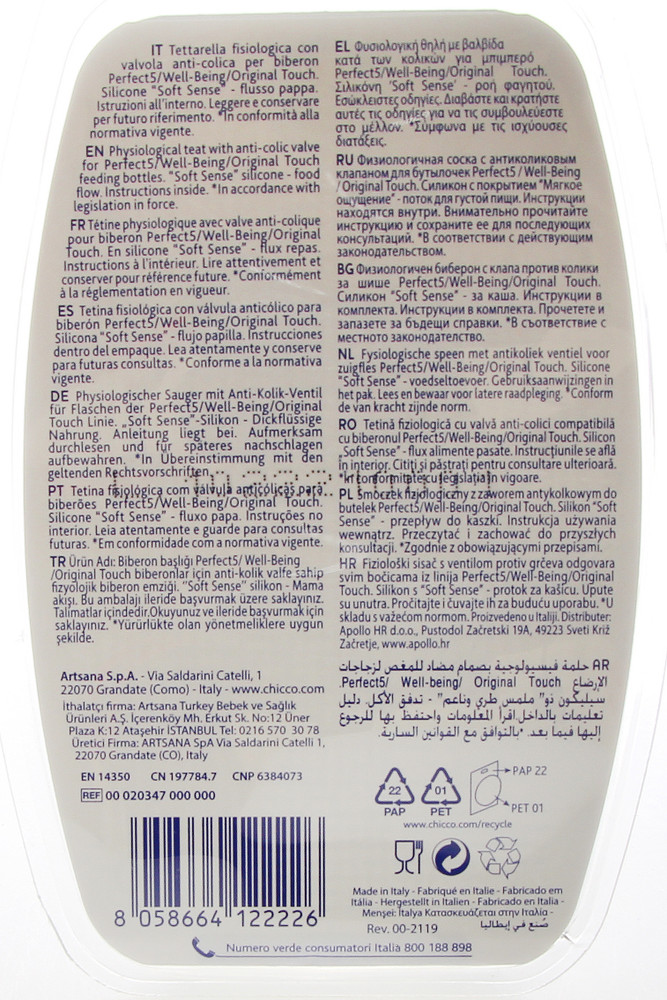 IT Tettarella fisiologica con
valvola anti-colica per biberon
Perfect5/Well-Being/Original Touch.
Silicone "Soft Sense" - flusso pappa.
Istruzioni all'interno. Leggere e conservare
per futuro riferimento. *In conformità alla
normativa vigente.
EN Physiological teat with anti-colic valve
for Perfect5/Well-Being/Original Touch
feeding bottles. "Soft Sense" silicone - food
flow. Instructions inside. *In accordance with
legislation in force.
FR Tétine physiologique avec valve anti-colique
pour biberon Perfect5/Well-Being/Original
Touch. En silicone "Soft Sense" - flux repas.
Instructions à l'intérieur. Lire attentivement et
conserver pour référence future. *Conformément
à la réglementation en vigueur.
ES Tetina fisiológica con válvula anticólico para
biberón Perfect5/Well-Being/Original Touch.
Silicona "Soft Sense" - flujo papilla. Instrucciones
dentro del empaque. Lea atentamente y conserve
para futuras consultas. *Conforme a la normativa
vigente.
DE Physiologischer Sauger mit Anti-Kolik-Ventil
für Flaschen der Perfect5/Well-Being/Original
Touch Linie. „Soft Sense"-Silikon - Dickflüssige
Nahrung. Anleitung liegt bei. Aufmerksam
durchlesen und für späteres nachschlagen
aufbewahren. *In Übereinstimmung mit den
geltenden Rechtsvorschriften.
PT Tetina fisiológica com válvula anticólicas para
biberões Perfect5/Well-Being/Original Touch.
Silicone "Soft Sense" - fluxo papa. Instruções no
interior. Leia atentamente e guarde para consultas
futuras. *Em conformidade com a normativa vigente.
TR Ürün Adı: Biberon başlığı Perfect5/ Well-Being
/Original Touch biberonlar için anti-kolik valfe sahip
fizyolojik biberon emziği. "Soft Sense" silikon - Mama
akışı. Bu ambalajı ileride başvurmak üzere saklayınız.
Talimatlar içindedir.Okuyunuz ve ileride başvurmak için
saklayınız. *Yürürlükte olan yönetmeliklere uygun
şekilde.
Artsana S.p.A. - Via Saldarini Catelli, 1
22070 Grandate (Como) - Italy - www.chicco.com
İthalatçı firma: Artsana Turkey Bebek ve Sağlık
Ürünleri A.Ş. İçerenköy Mh. Erkut Sk. No:12 Üner
Plaza K:12 Ataşehir İSTANBUL Tel: 0216 570 30 78
Üretici Firma: ARTSANA SpA Via Saldarini Catelli 1,
22070 Grandate (CO), Italy
EN 14350 CN 197784.7 CNP 6384073
REF 00 020347 000 000
8 058664 122226
EL Φυσιολογική θηλή με βαλβίδα
κατά των κολικών για μπιμπερό
Perfect5/Well-Being/Original Touch.
Σιλικόνη 'Soft Sense' - ροή φαγητού.
Εσώκλειστες οδηγίες. Διαβάστε και κρατήστε
αυτές τις οδηγίες για να τις συμβουλεύεστε
στο μέλλον. *Σύμφωνα με τις ισχύουσες
διατάξεις.
RU Физиологичная соска с антиколиковым
клапаном для бутылочек Perfect5 / Well-Being
/ Original Touch. Силикон с покрытием "Мягкое
ощущение" - поток для густой пищи. Инструкции
находятся внутри. Внимательно прочитайте
инструкцию и сохраните ее для последующих
консультаций. *В соответствии с действующим
законодательством.
BG Физиологичен биберон с клапа против колики
за шише Perfect5/Well-Being/Original Touch.
Силикон "Soft Sense" - за каша. Инструкции в
комплекта. Инструкции в комплекта. Прочетете и
запазете за бъдещи справки. *В съответствие с
местното законодателство.
NL Fysiologische speen met antikoliek ventiel voor
zuigfles Perfect5/Well-Being/Original Touch. Silicone
"Soft Sense" - voedseltoevoer. Gebruiksaanwijzingen in
het pak. Lees en bewaar voor latere raadpleging. *Conform
de van kracht zijnde norm.
RO Tetină fiziologică cu valvă anti-colici compatibilă
cu biberonul Perfect5/Well-Being/Original Touch. Silicon
„Soft Sense" - flux alimente pasate. Instrucțiunile se află
în interior. Citiți și păstrați pentru consultare ulterioară.
*În conformitate cu legislația în vigoare.
PL Smoczek fizjologiczny z zaworem antykolkowym do
butelek Perfect5/Well-Being/Original Touch. Silikon "Soft
Sense" - przepływ do kaszki. Instrukcja używania
wewnątrz. Przeczytać i zachować do przyszłych
konsultacji. *Zgodnie z obowiązującymi przepisami.
HR Fiziološki sisač s ventilom protiv grčeva odgovara
svim bočicama iz linija Perfect5/Well-Being/Original
Touch. Silikon s "Soft Sense" - protok za kašicu. Upute
su unutra. Pročitajte i čuvajte ih za buduću uporabu. *U
skladu s važećom normom. Proizvedeno u Italiji. Distributer:
Apollo HR d.o.o., Pustodol Začretski 19A, 49223 Sveti Križ
Začretje, www.apollo.hr
AR حلمة فيسيولوجية بصمام مضاد للمغص لزجاجات
الإرضاع Perfect5/ Well-being/ Original Touch.
سيليكون ذو" ملمس طري وناعم" - تدفق الأكل. دليل
تعليمات بالداخل.اقرأ المعلومات واحتفظ بها للرجوع
إليها فيما بعد. *بالتوافق مع القوانين السارية.
22 PAP
01 PET
PAP 22
PET 01
www.chicco.com/recycle
Made in Italy - Fabriqué en Italie - Fabricado em
Itália - Hergestellt in Italien - Fabricado en Italia -
Menşei: İtalya Κατασκευάζεται στην Ιταλία -
Rev. 00-2119 صُنع في إيطاليا
Numero verde consumatori Italia 800 188 898